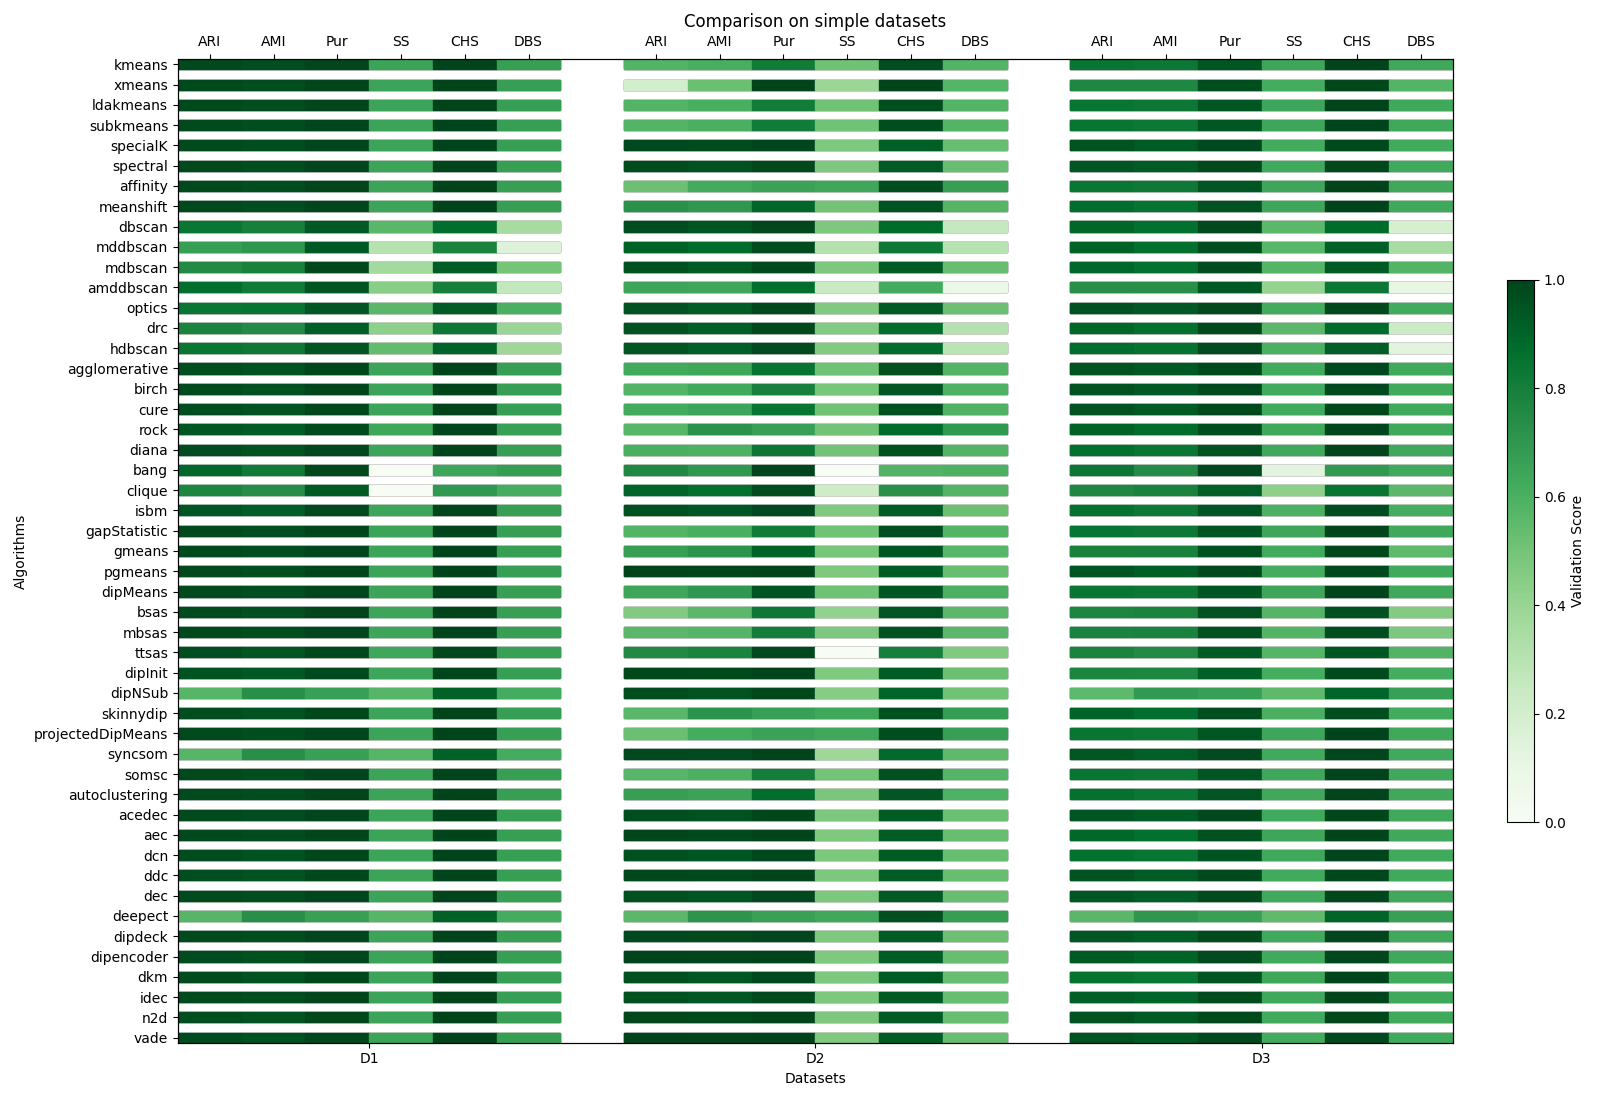 Comparison on simple datasets
ARI AMI Pur SS CHS DBS ARI AMI Pur SS CHS DBS ARI AMI Pur SS CHS DBS
kmeans
xmeans
ldakmeans
subkmeans
specialK
spectral
affinity
meanshift
dbscan
mddbscan
mdbscan
amddbscan
optics
drc
hdbscan
agglomerative
birch
cure
rock
diana
bang
clique
isbm
gapStatistic
gmeans
pgmeans
dipMeans
bsas
mbsas
ttsas
dipInit
dipNSub
skinnydip
projectedDipMeans
syncsom
somsc
autoclustering
acedec
aec
dcn
ddc
dec
deepect
dipdeck
dipencoder
dkm
idec
n2d
vade
Algorithms
D1 D2 D3
Datasets
1.0
0.8
0.6
0.4
0.2
0.0
Validation Score